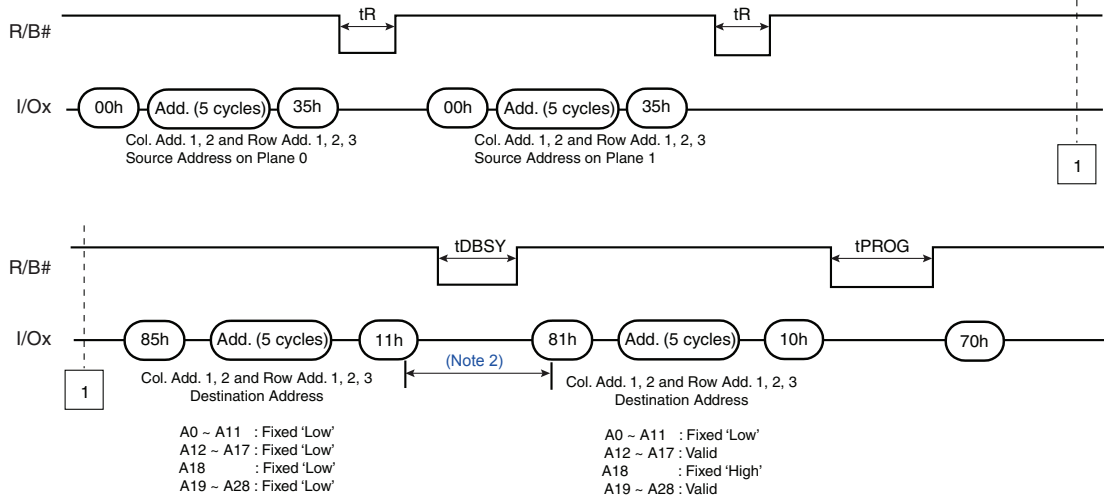 tR
tR
R/B#
I/Ox
00h
Add. (5 cycles)
35h
00h
Add. (5 cycles)
35h
Col. Add. 1, 2 and Row Add. 1, 2, 3
Source Address on Plane 0
Col. Add. 1, 2 and Row Add. 1, 2, 3
Source Address on Plane 1
1
tDBSY
tPROG
R/B#
I/Ox
85h
Add. (5 cycles)
11h
(Note 2)
81h
Add. (5 cycles)
10h
70h
1
Col. Add. 1, 2 and Row Add. 1, 2, 3
Destination Address
Col. Add. 1, 2 and Row Add. 1, 2, 3
Destination Address
A0 ~ A11 : Fixed ‘Low’
A12 ~ A17 : Fixed ‘Low’
A18 : Fixed ‘Low’
A19 ~ A28 : Fixed ‘Low’
A0 ~ A11 : Fixed ‘Low’
A12 ~ A17 : Valid
A18 : Fixed ‘High’
A19 ~ A28 : Valid